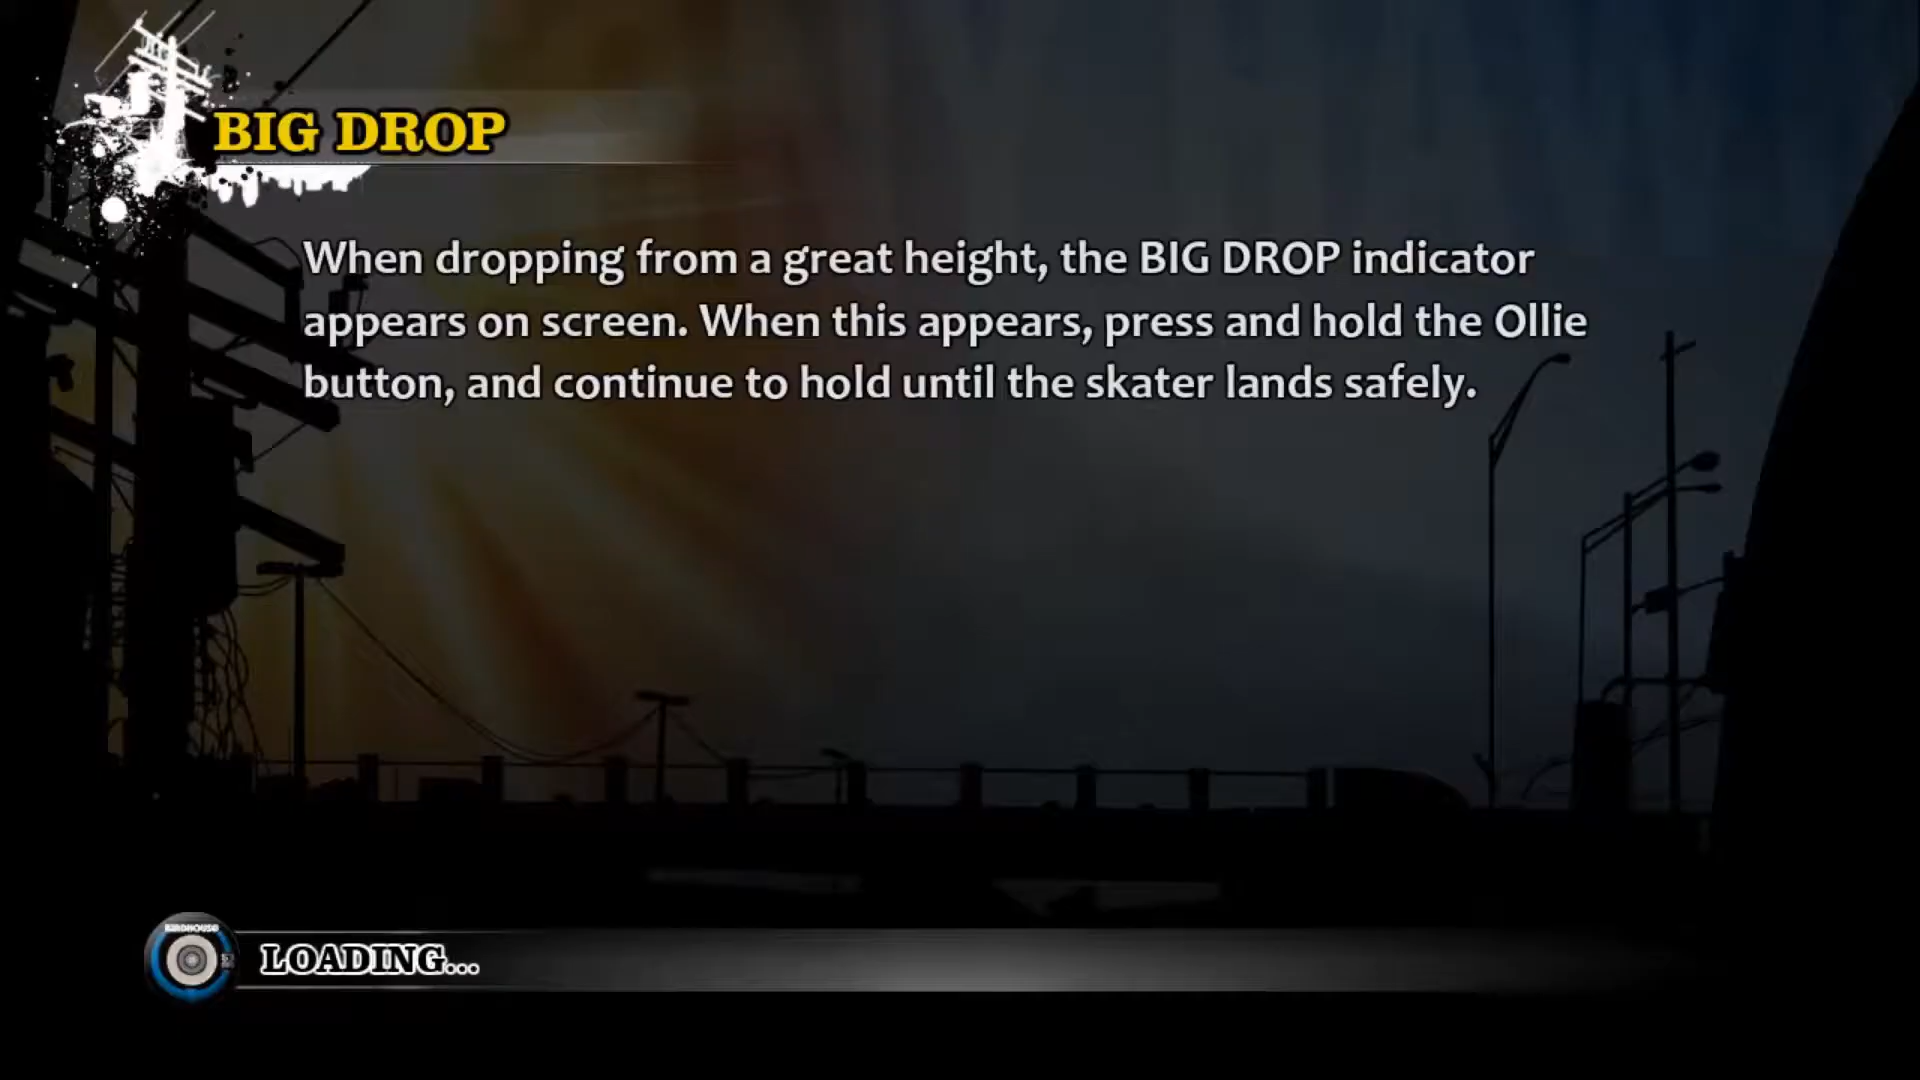 BIG DROP
When dropping from a great height, the BIG DROP indicator
appears on screen. When this appears, press and hold the Ollie
button, and continue to hold until the skater lands safely.
BIRDHOUSE
LOADING...